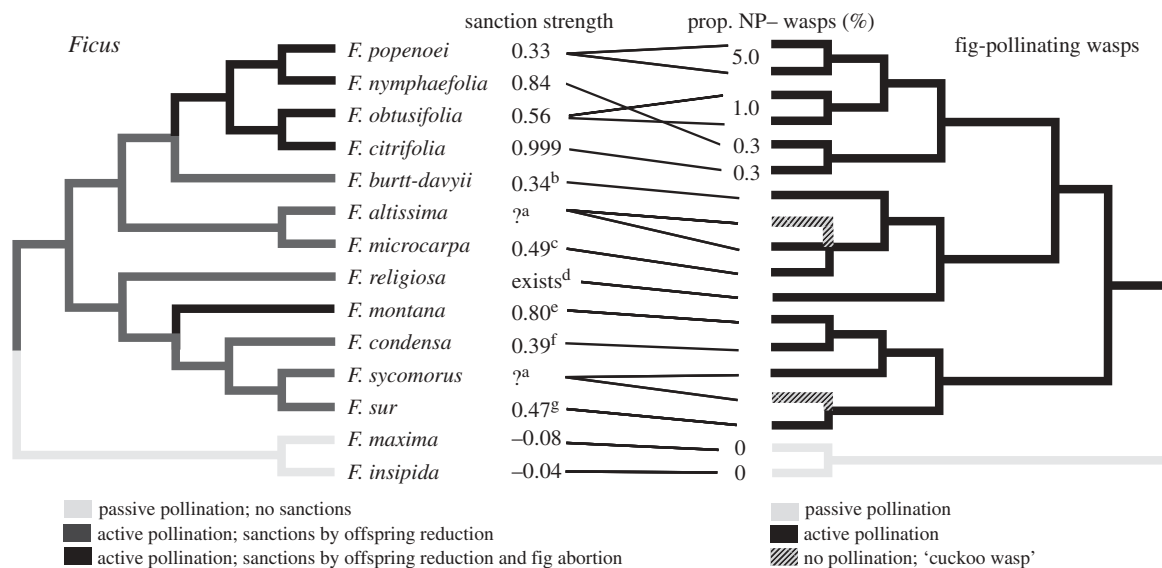 sanction strength prop. NP– wasps (%)
Ficus fig-pollinating wasps
F. popenoei 0.33 5.0
F. nymphaefolia 0.84
F. obtusifolia 0.56 1.0
F. citrifolia 0.999 0.3
F. burtt-davyii 0.34b 0.3
F. altissima ?a
F. microcarpa 0.49c
F. religiosa existsd
F. montana 0.80e
F. condensa 0.39f
F. sycomorus ?a
F. sur 0.47g
F. maxima –0.08 0
F. insipida –0.04 0
passive pollination; no sanctions
active pollination; sanctions by offspring reduction
active pollination; sanctions by offspring reduction and fig abortion
passive pollination
active pollination
no pollination; ‘cuckoo wasp’